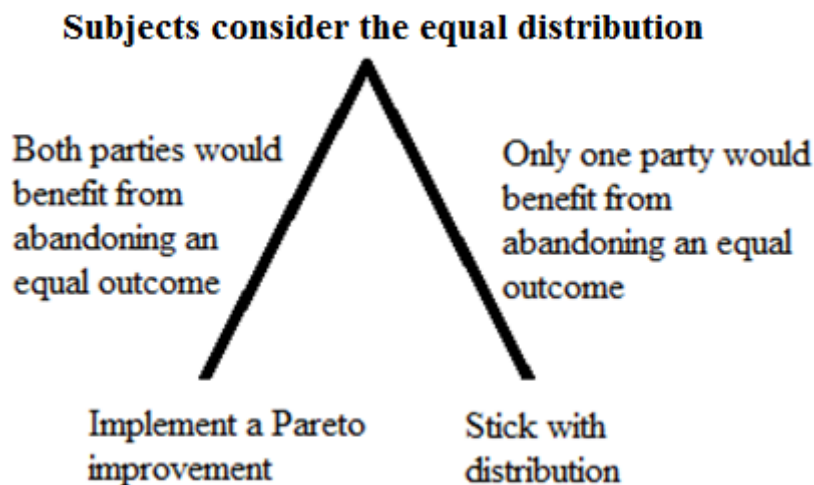 Subjects consider the equal distribution
Both parties would
benefit from
abandoning an
equal outcome
Only one party would
benefit from
abandoning an equal
outcome
Implement a Pareto
improvement
Stick with
distribution